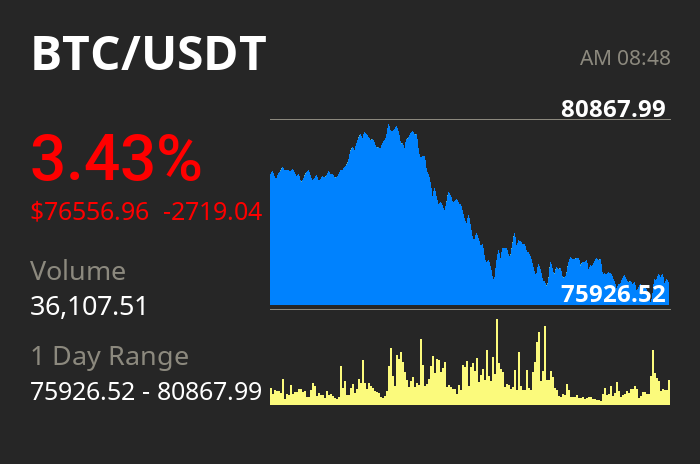 BTC/USDT
AM 08:48
80867.99
3.43%
$76556.96 -2719.04
Volume
36,107.51
75926.52
1 Day Range
75926.52 - 80867.99